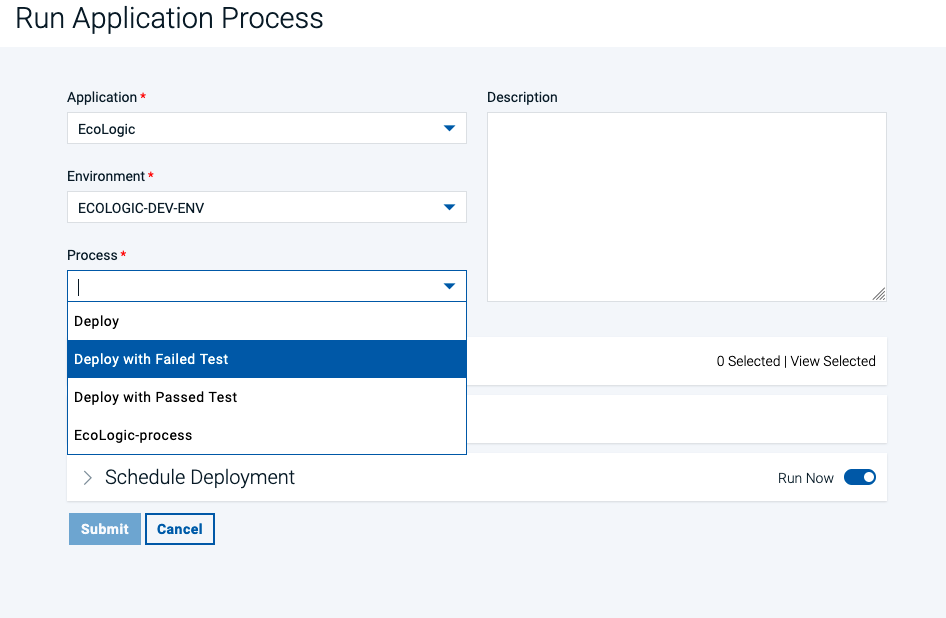 Run Application Process
Application *
EcoLogic
Environment *
ECOLOGIC-DEV-ENV
Process *
Deploy
Deploy with Failed Test
Deploy with Passed Test
EcoLogic-process
Description
0 Selected | View Selected
Schedule Deployment
Run Now
Submit
Cancel